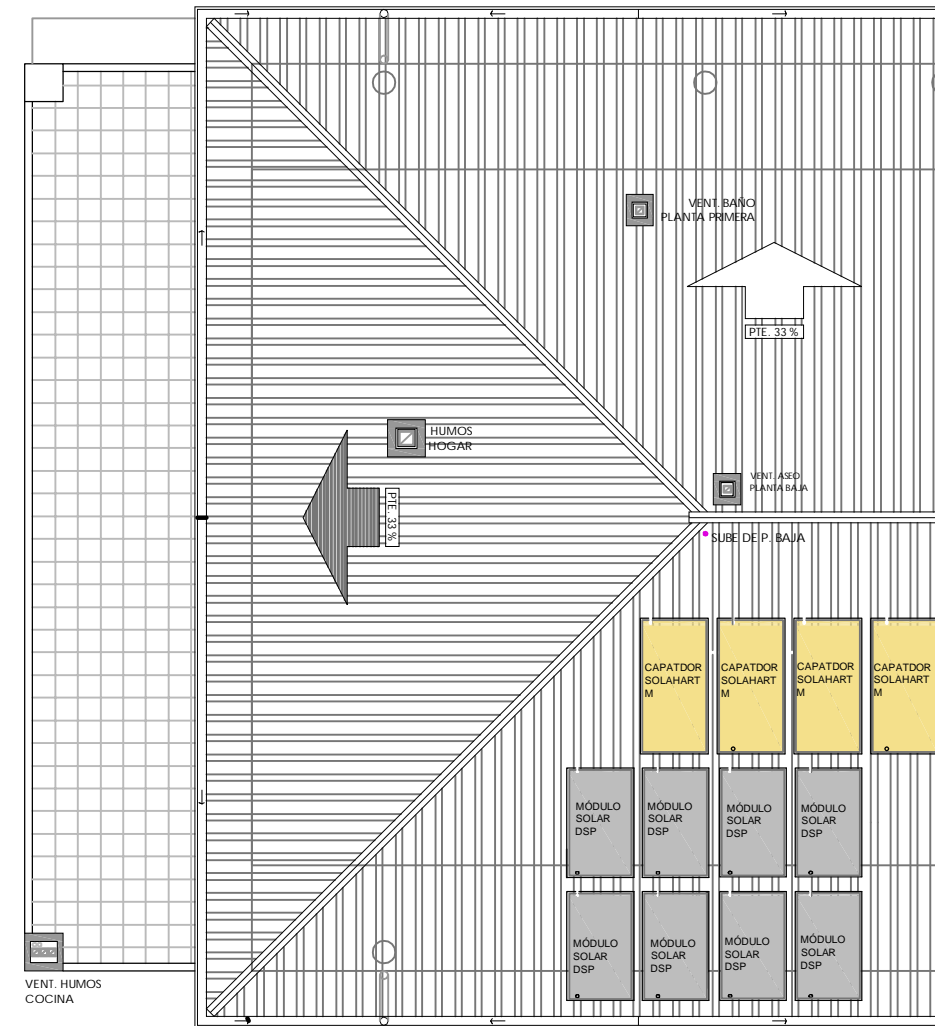 VENT. BAÑO
PLANTA PRIMERA
PTE. 33 %
HUMOS
HOGAR
PTE. 33 %
VENT. ASEO
PLANTA BAJA
SUBE DE P. BAJA
CAPATDOR
SOLAHART
M
CAPATDOR
SOLAHART
M
CAPATDOR
SOLAHART
M
CAPATDOR
SOLAHART
M
MÓDULO
SOLAR
DSP
MÓDULO
SOLAR
DSP
MÓDULO
SOLAR
DSP
MÓDULO
SOLAR
DSP
MÓDULO
SOLAR
DSP
MÓDULO
SOLAR
DSP
MÓDULO
SOLAR
DSP
MÓDULO
SOLAR
DSP
VENT. HUMOS
COCINA